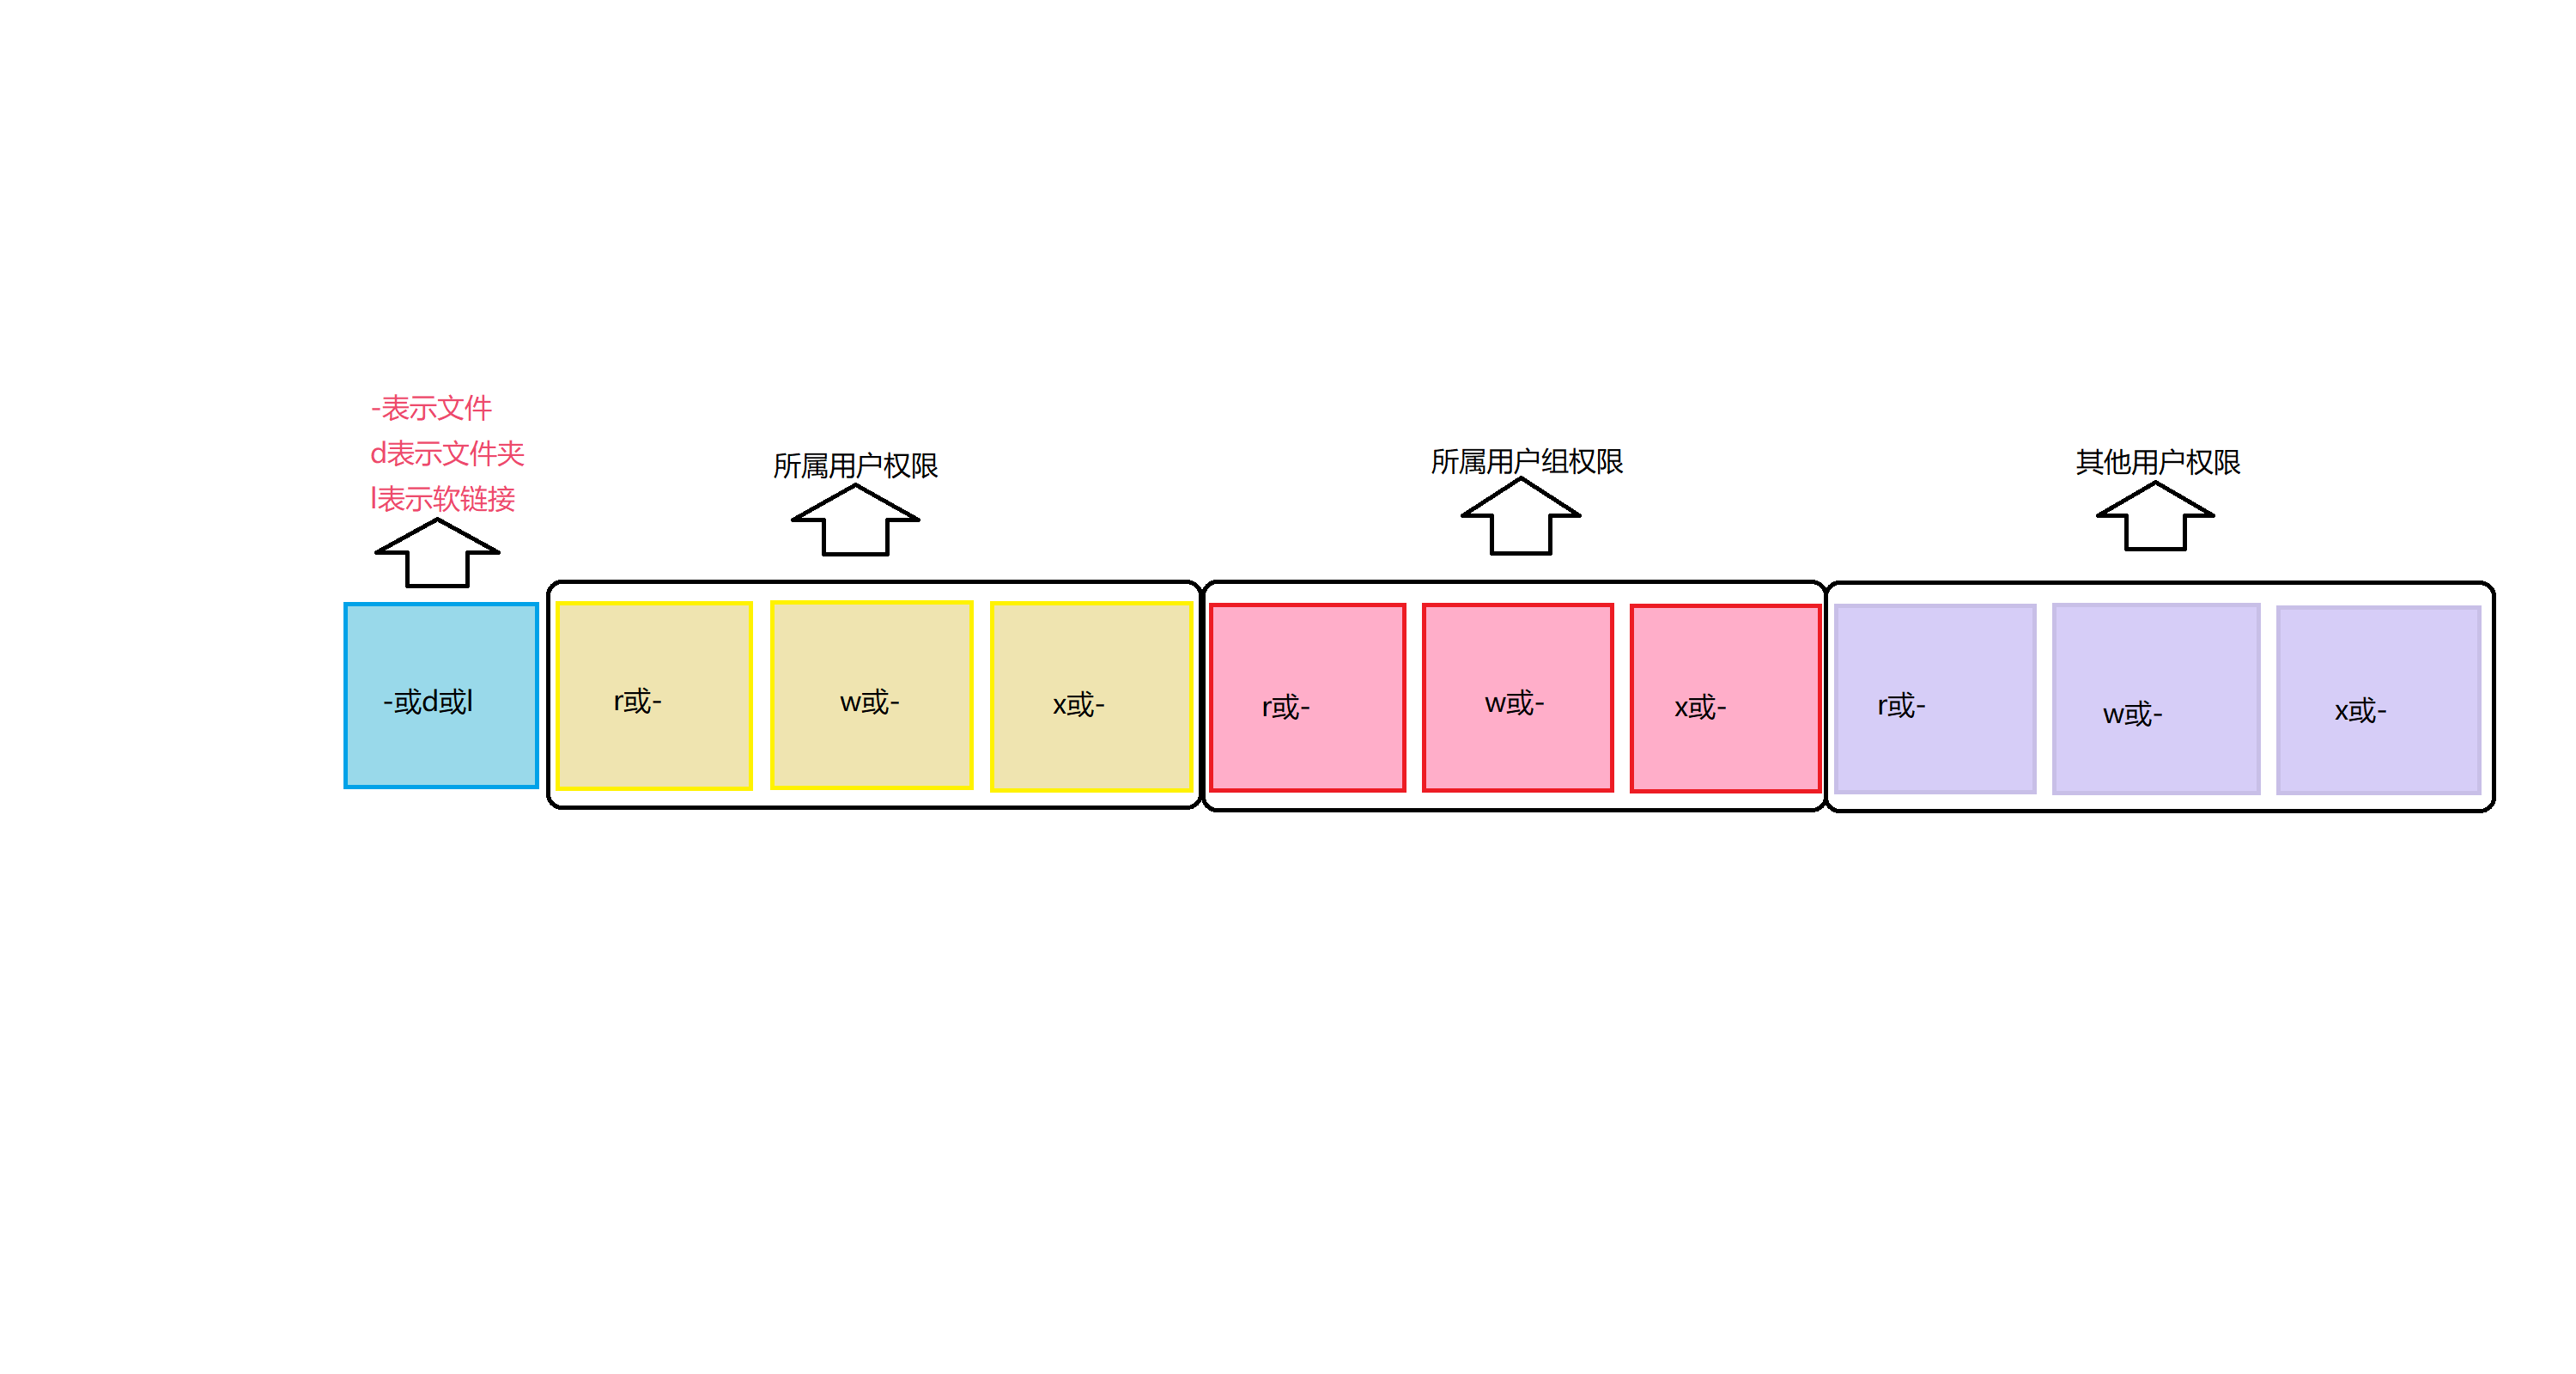 -表示文件
d表示文件夹
l表示软链接
所属用户权限
所属用户组权限
其他用户权限
-或d或l
r或-
w或-
x或-
r或-
w或-
x或-
r或-
w或-
x或-